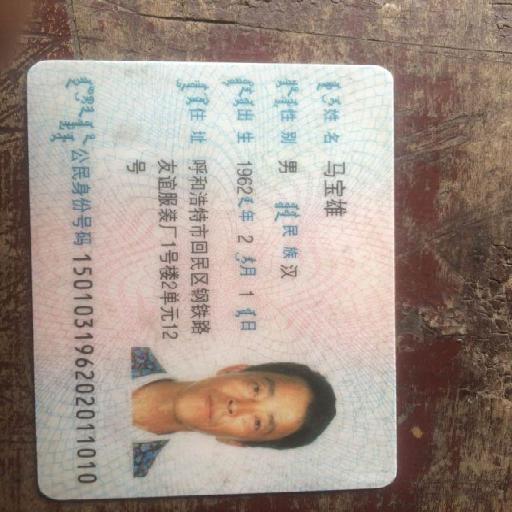 姓名 马宝雄
性别 男 民族 汉
出生 1962 年 2 月 1 日
住址 呼和浩特市回民区钢铁路
友谊服装厂1号楼2单元12
号
公民身份号码 150103196202011010